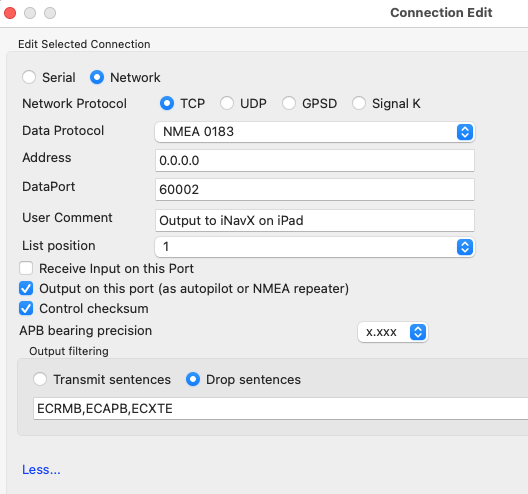 Connection Edit
Edit Selected Connection
Serial Network
Network Protocol TCP UDP GPSD Signal K
Data Protocol NMEA 0183
Address 0.0.0.0
DataPort 60002
User Comment Output to iNavX on iPad
List position 1
Receive Input on this Port
Output on this port (as autopilot or NMEA repeater)
Control checksum
APB bearing precision x.xxx
Output filtering
Transmit sentences Drop sentences
ECRMB,ECAPB,ECXTE
Less...